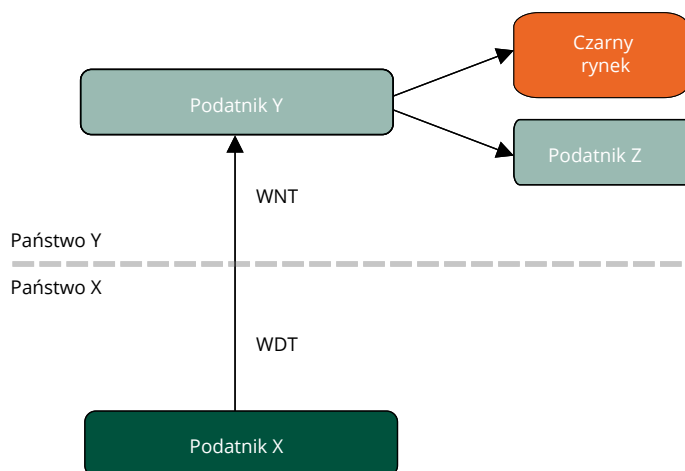 Czarny
rynek
Podatnik Y
Podatnik Z
WNT
Państwo Y
Państwo X
WDT
Podatnik X